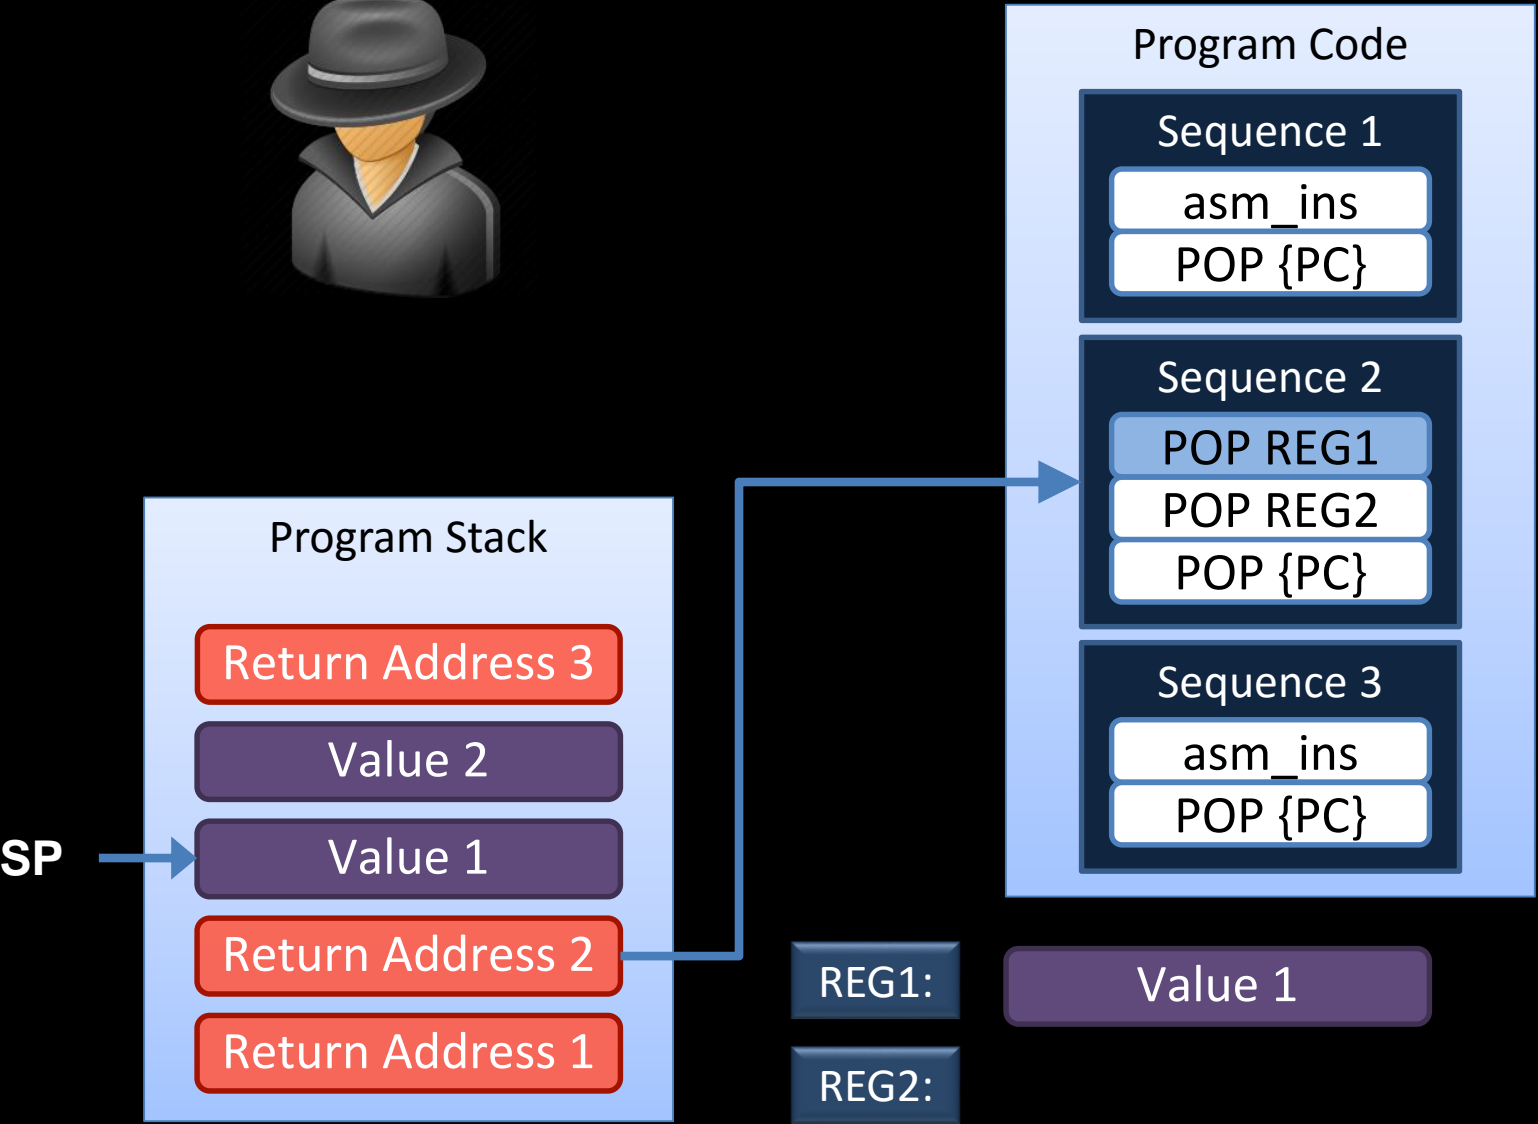 Program Code
Sequence 1
asm_ins
POP {PC}
Sequence 2
POP REG1
POP REG2
POP {PC}
Sequence 3
asm_ins
POP {PC}
Program Stack
Return Address 3
Value 2
SP
Value 1
Return Address 2
Return Address 1
REG1:
Value 1
REG2: